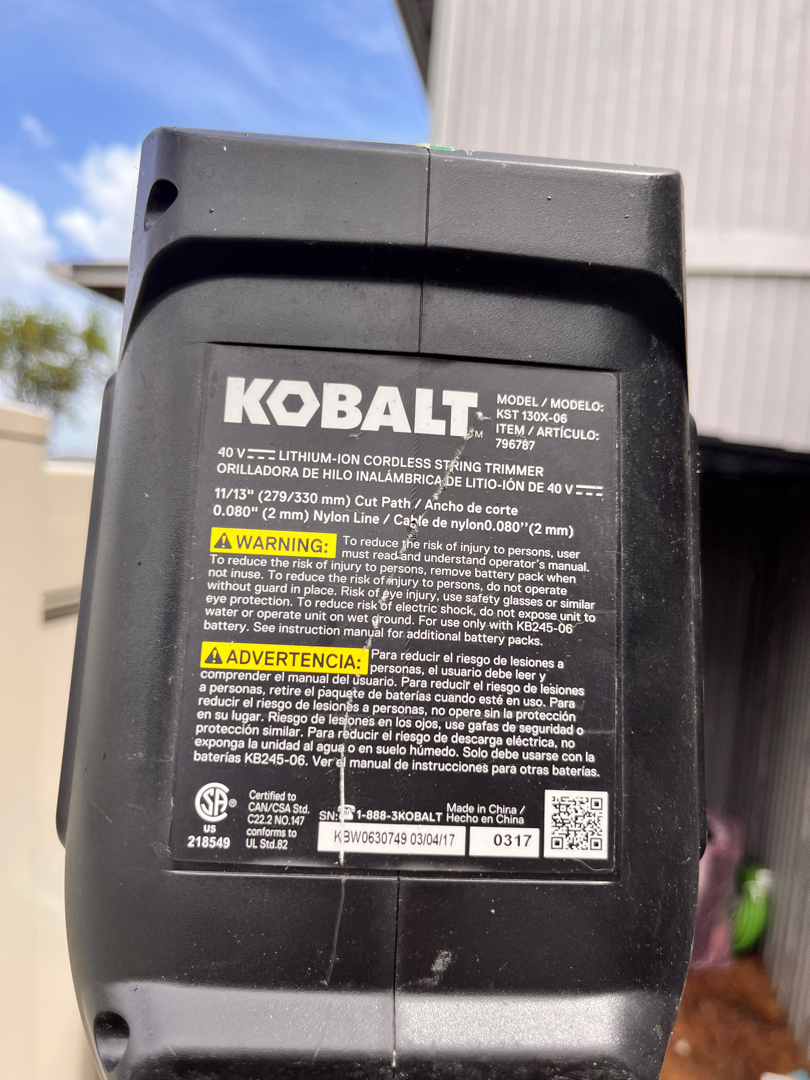 KOBALT
TM
MODEL / MODELO:
KST 130X-06
ITEM / ARTÍCULO:
796787
40 V LITHIUM-ION CORDLESS STRING TRIMMER
ORILLADORA DE HILO INALÁMBRICA DE LITIO-IÓN DE 40 V
11/13" (279/330 mm) Cut Path / Ancho de corte
0.080" (2 mm) Nylon Line / Cable de nylon0.080''(2 mm)
WARNING: To reduce the risk of injury to persons, user
must read and understand operator's manual.
To reduce the risk of injury to persons, remove battery pack when
not inuse. To reduce the risk of injury to persons, do not operate
without guard in place. Risk of eye injury, use safety glasses or similar
eye protection. To reduce risk of electric shock, do not expose unit to
water or operate unit on wet ground. For use only with KB245-06
battery. See instruction manual for additional battery packs.
ADVERTENCIA: Para reducir el riesgo de lesiones a
personas, el usuario debe leer y
comprender el manual del usuario. Para reducir el riesgo de lesiones
a personas, retire el paquete de baterías cuando esté en uso. Para
reducir el riesgo de lesiones a personas, no opere sin la protección
en su lugar. Riesgo de lesiones en los ojos, use gafas de seguridad o
protección similar. Para reducir el riesgo de descarga eléctrica, no
exponga la unidad al agua o en suelo húmedo. Solo debe usarse con la
baterías KB245-06. Ver el manual de instrucciones para otras baterías.
SA®
US
218549
Certified to
CAN/CSA Std.
C22.2 NO.147
conforms to
UL Std.82
SN: ☎1-888-3KOBALT
Made in China /
Hecho en China
KBW0630749 03/04/17
0317